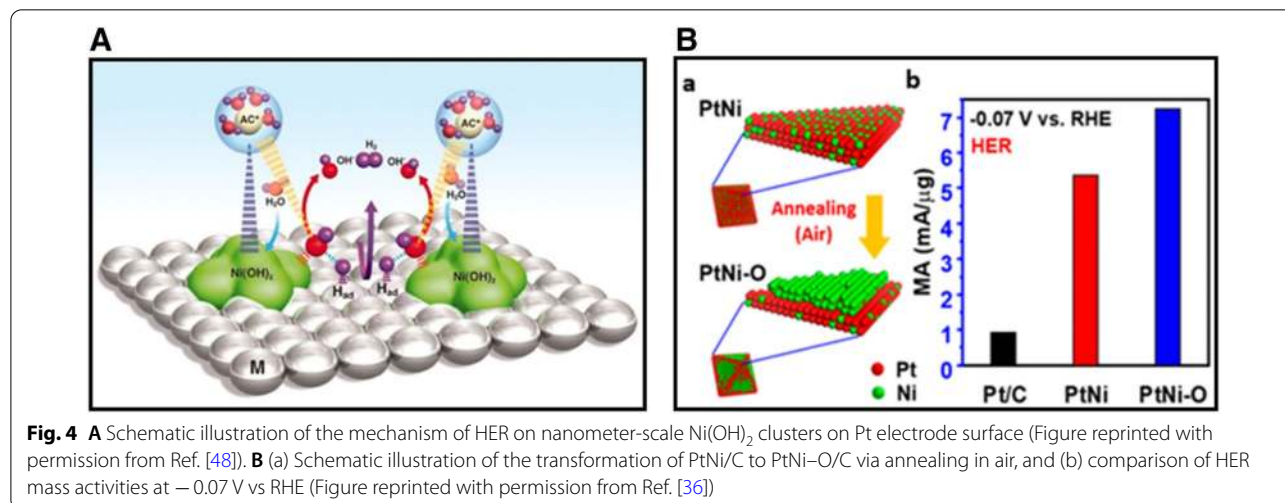 A
AC⁺
AC⁺
H₂
OH⁻
OH⁻
H₂O
H₂O
Ni(OH)₂
Ni(OH)₂
Had
Had
M
B
a
PtNi
Annealing
(Air)
PtNi-O
Pt
Ni
b
-0.07 V vs. RHE
HER
MA (mA/μg)
7
6
5
4
3
2
1
0
Pt/C
PtNi
PtNi-O
Fig. 4 A Schematic illustration of the mechanism of HER on nanometer-scale Ni(OH)₂ clusters on Pt electrode surface (Figure reprinted with
permission from Ref. [48]). B (a) Schematic illustration of the transformation of PtNi/C to PtNi–O/C via annealing in air, and (b) comparison of HER
mass activities at − 0.07 V vs RHE (Figure reprinted with permission from Ref. [36])